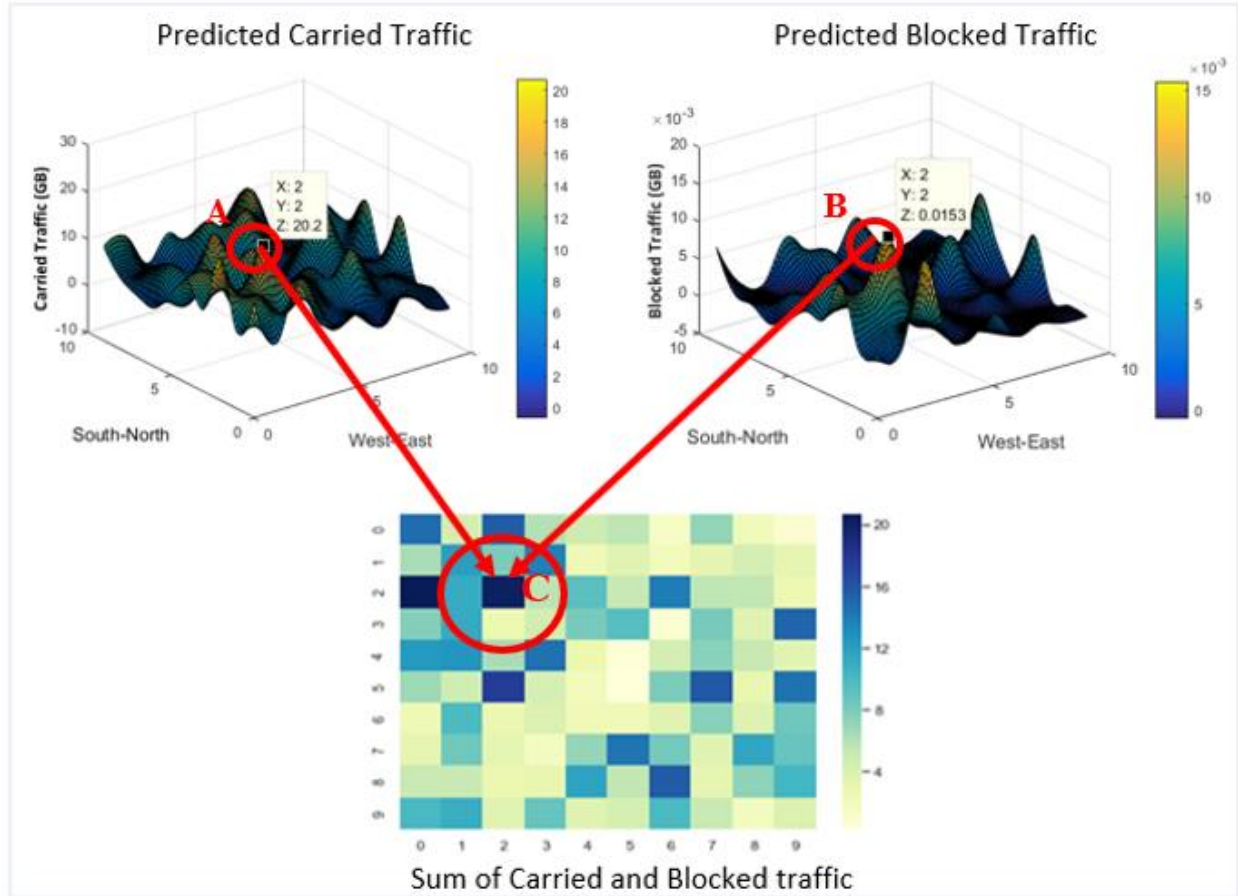 Predicted Carried Traffic
Predicted Blocked Traffic
30
20
10
0
-10
Carried Traffic (GB)
X: 2
Y: 2
Z: 20.2
A
10
5
0
South-North
0
5
10
West-East
20
18
16
14
12
10
8
6
4
2
0
×10⁻³
20
15
10
5
0
-5
Blocked Traffic (GB)
X: 2
Y: 2
Z: 0.0153
B
10
5
0
South-North
0
5
10
West-East
×10⁻³
15
10
5
0
C
0
1
2
3
4
5
6
7
8
9
0 1 2 3 4 5 6 7 8 9
20
16
12
8
4
Sum of Carried and Blocked traffic